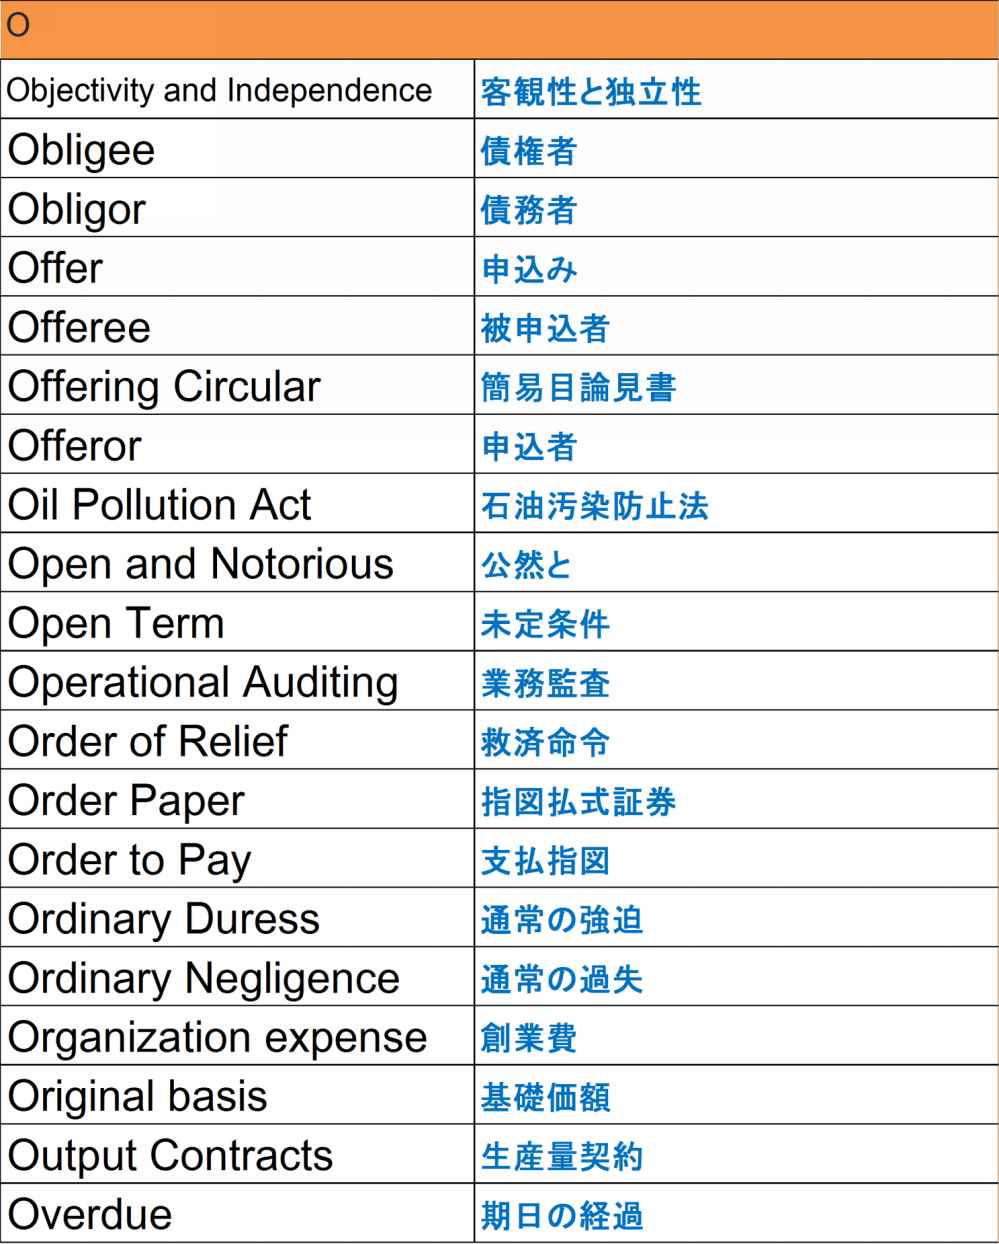 O
Objectivity and Independence 客観性と独立性
Obligee 債権者
Obligor 債務者
Offer 申込み
Offeree 被申込者
Offering Circular 簡易目論見書
Offeror 申込者
Oil Pollution Act 石油汚染防止法
Open and Notorious 公然と
Open Term 未定条件
Operational Auditing 業務監査
Order of Relief 救済命令
Order Paper 指図払式証券
Order to Pay 支払指図
Ordinary Duress 通常の強迫
Ordinary Negligence 通常の過失
Organization expense 創業費
Original basis 基礎価額
Output Contracts 生産量契約
Overdue 期日の経過